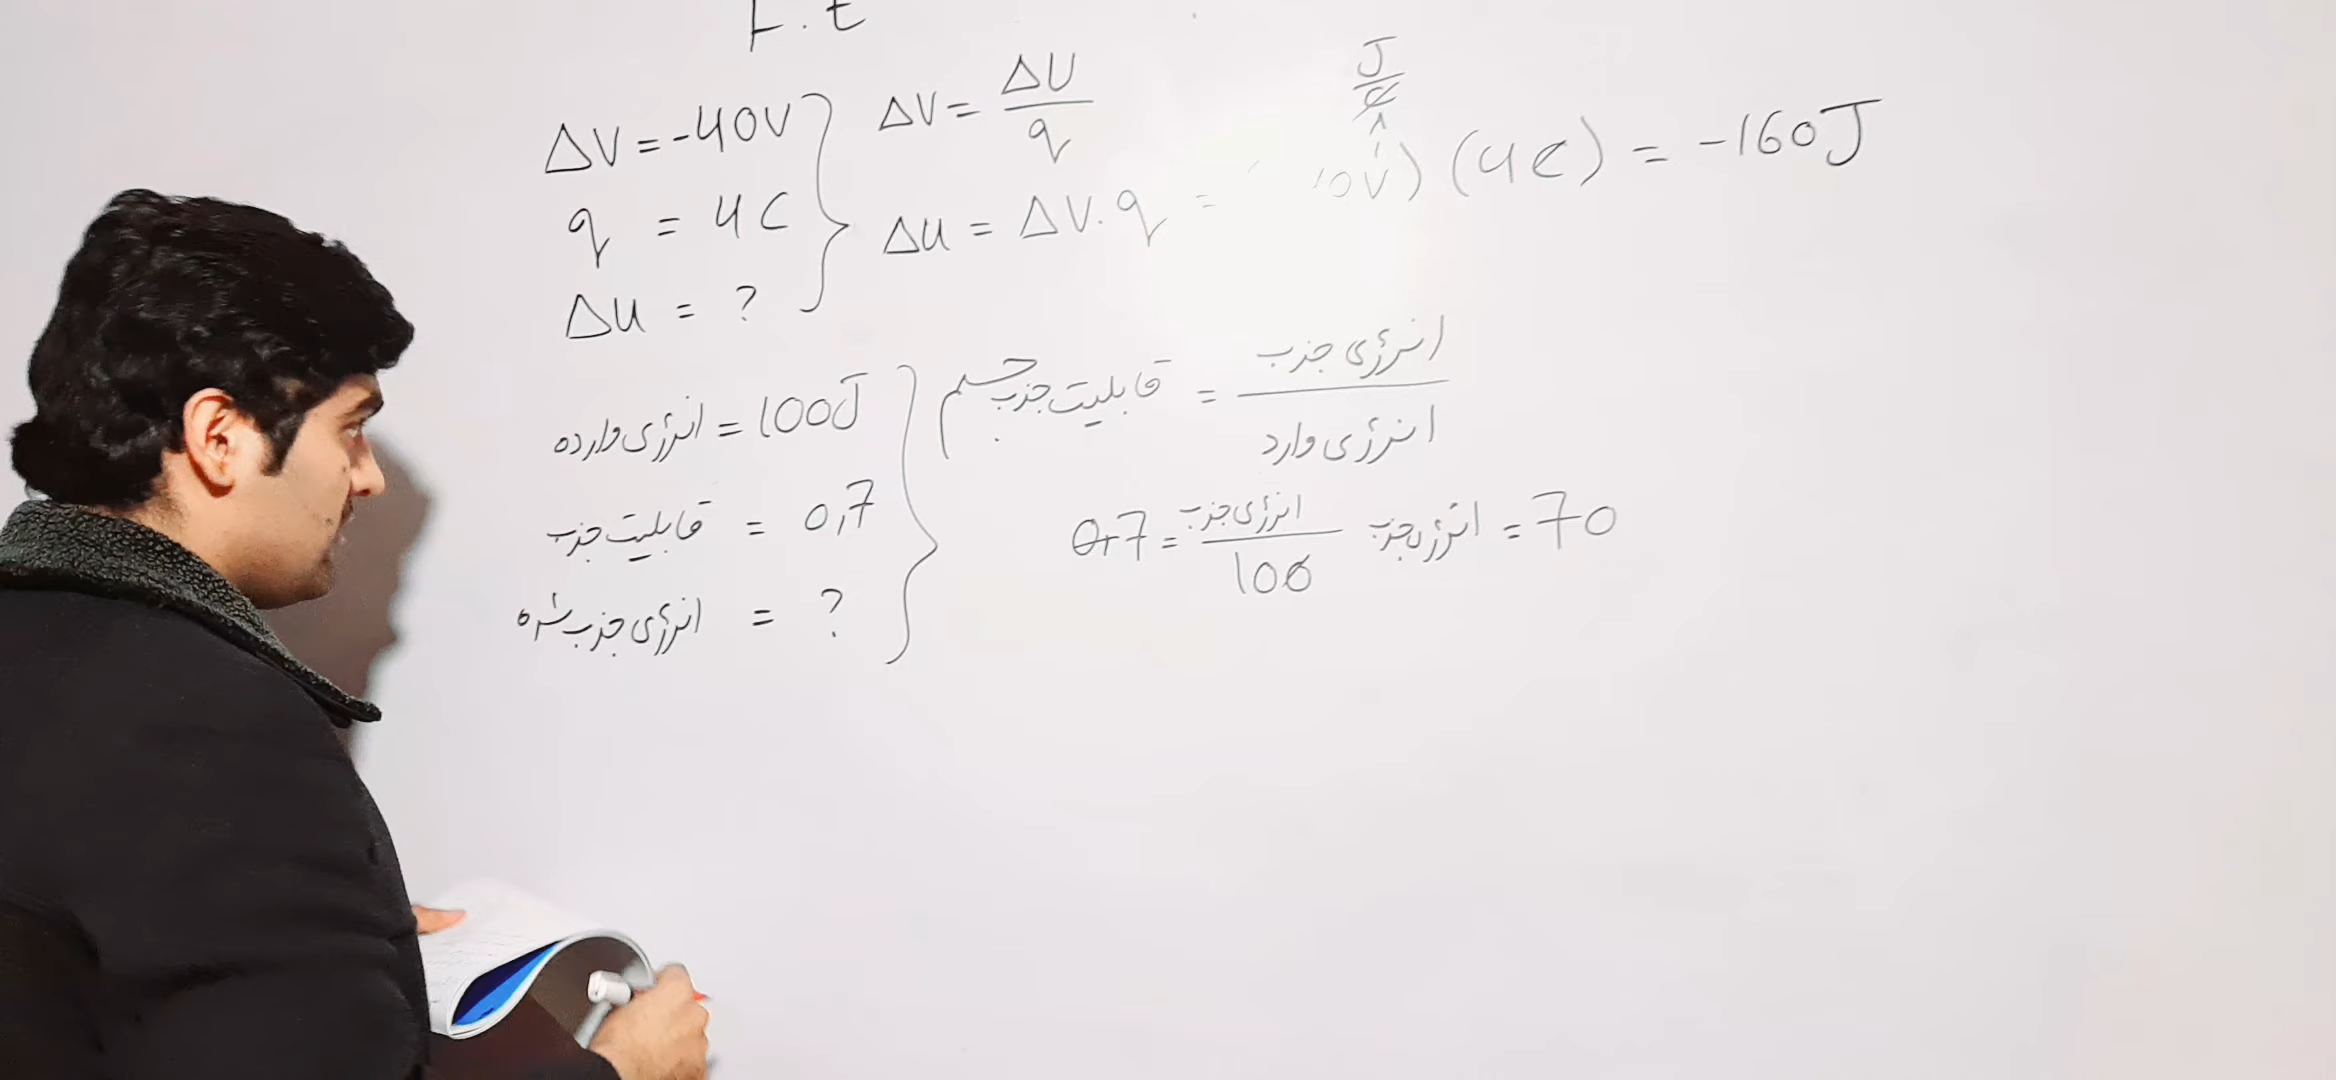 F . t
ΔV = -40V
q = 4C
ΔU = ?
ΔV = ΔU / q
ΔU = ΔV . q = 40V) (4C) = -160J
J / C
انرژی وارده = 100J
قابلیت جذب = 0,7
انرژی جذب شده = ?
قابلیت جذب جسم = انرژی جذب / انرژی وارد
0,7 = انرژی جذب / 100
انرژی جذب = 70